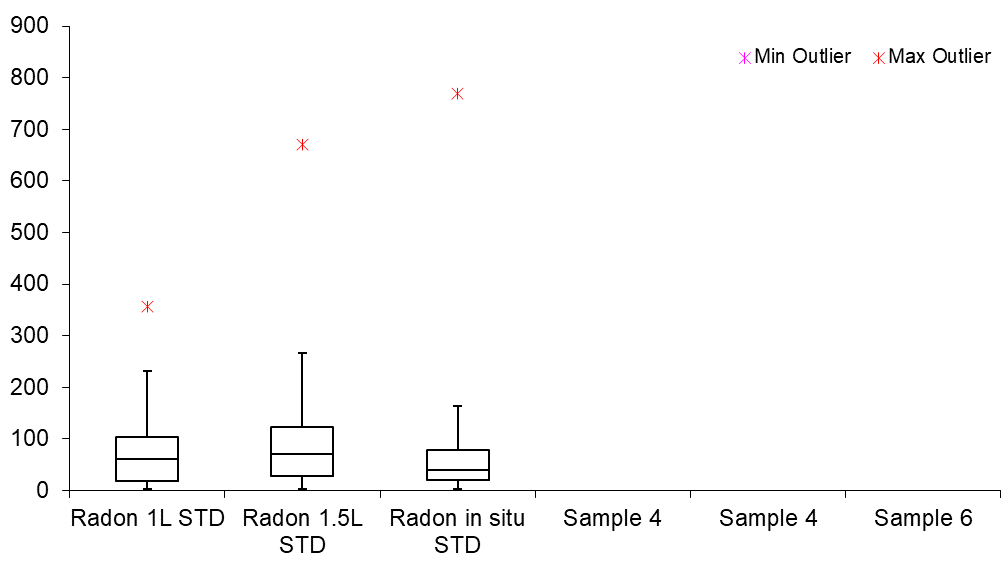 900
800
700
600
500
400
300
200
100
0
Min Outlier Max Outlier
Radon 1L STD
Radon 1.5L
STD
Radon in situ
STD
Sample 4
Sample 4
Sample 6